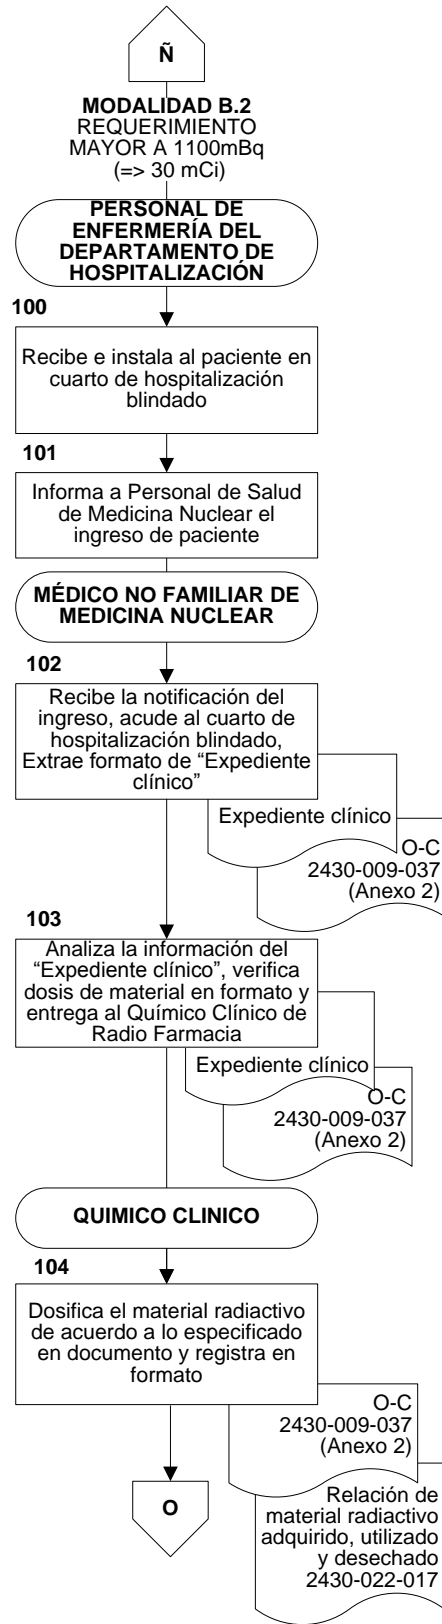 Ñ
MODALIDAD B.2
REQUERIMIENTO
MAYOR A 1100mBq
(=> 30 mCi)
PERSONAL DE
ENFERMERÍA DEL
DEPARTAMENTO DE
HOSPITALIZACIÓN
100
Recibe e instala al paciente en
cuarto de hospitalización
blindado
101
Informa a Personal de Salud
de Medicina Nuclear el
ingreso de paciente
MÉDICO NO FAMILIAR DE
MEDICINA NUCLEAR
102
Recibe la notificación del
ingreso, acude al cuarto de
hospitalización blindado,
Extrae formato de “Expediente
clínico”
Expediente clínico
O-C
2430-009-037
(Anexo 2)
103
Analiza la información del
“Expediente clínico”, verifica
dosis de material en formato y
entrega al Químico Clínico de
Radio Farmacia
Expediente clínico
O-C
2430-009-037
(Anexo 2)
QUIMICO CLINICO
104
Dosifica el material radiactivo
de acuerdo a lo especificado
en documento y registra en
formato
O-C
2430-009-037
(Anexo 2)
Relación de
material radiactivo
adquirido, utilizado
y desechado
2430-022-017
O